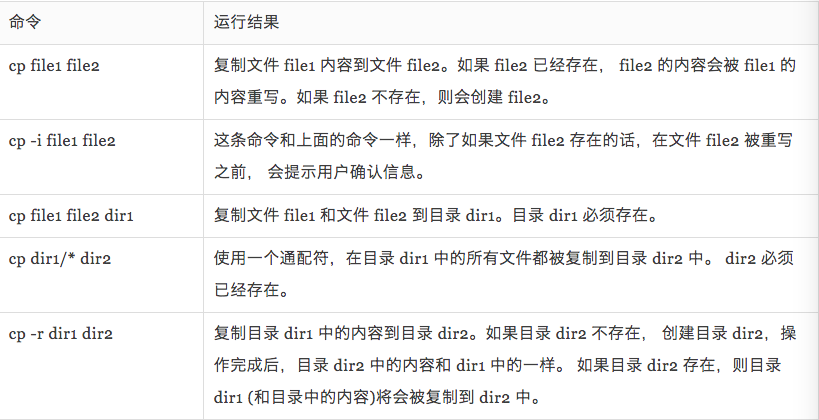 命令 运行结果
cp file1 file2 复制文件 file1 内容到文件 file2。如果 file2 已经存在， file2 的内容会被 file1 的
内容重写。如果 file2 不存在，则会创建 file2。
cp -i file1 file2 这条命令和上面的命令一样，除了如果文件 file2 存在的话，在文件 file2 被重写
之前， 会提示用户确认信息。
cp file1 file2 dir1 复制文件 file1 和文件 file2 到目录 dir1。目录 dir1 必须存在。
cp dir1/* dir2 使用一个通配符，在目录 dir1 中的所有文件都被复制到目录 dir2 中。 dir2 必须
已经存在。
cp -r dir1 dir2 复制目录 dir1 中的内容到目录 dir2。如果目录 dir2 不存在， 创建目录 dir2，操
作完成后，目录 dir2 中的内容和 dir1 中的一样。 如果目录 dir2 存在，则目录
dir1 (和目录中的内容)将会被复制到 dir2 中。